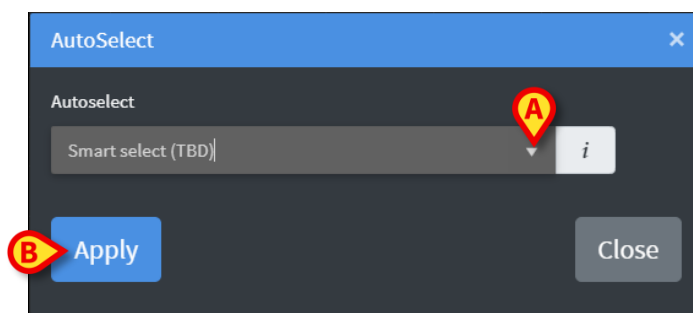 AutoSelect ×
Autoselect
A
Smart select (TBD) i
B Apply Close